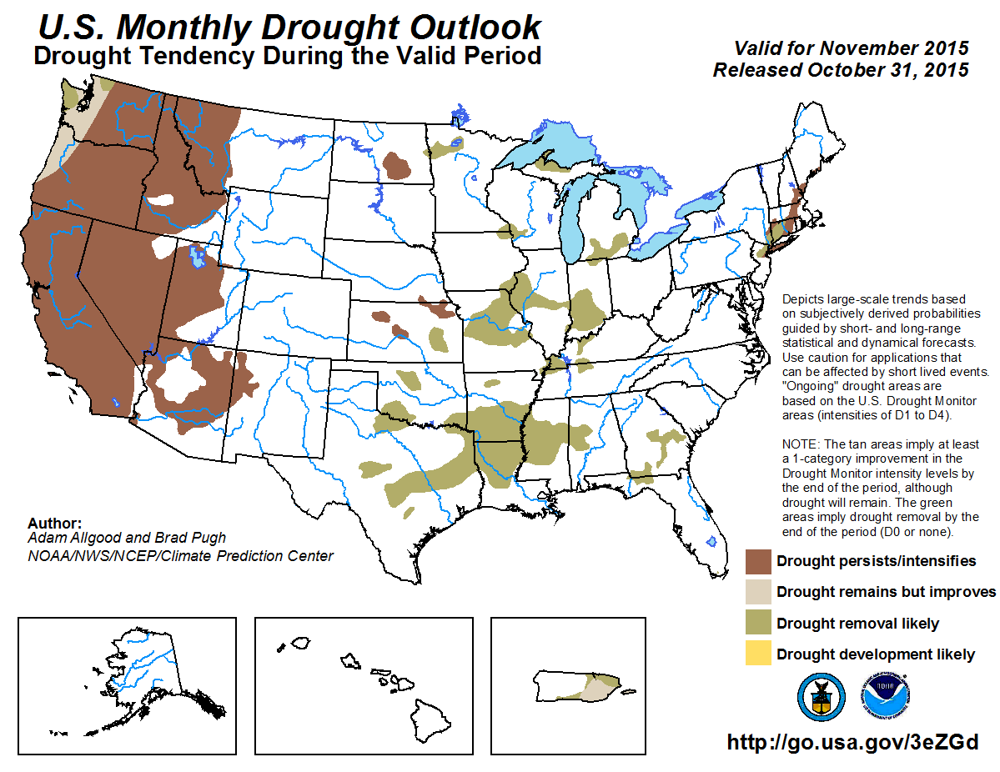 U.S. Monthly Drought Outlook
Drought Tendency During the Valid Period
Valid for November 2015
Released October 31, 2015
Depicts large-scale trends based
on subjectively derived probabilities
guided by short- and long-range
statistical and dynamical forecasts.
Use caution for applications that
can be affected by short lived events.
"Ongoing" drought areas are
based on the U.S. Drought Monitor
areas (intensities of D1 to D4).
NOTE: The tan areas imply at least
a 1-category improvement in the
Drought Monitor intensity levels by
the end of the period, although
drought will remain. The green
areas imply drought removal by the
end of the period (D0 or none).
Author:
Adam Allgood and Brad Pugh
NOAA/NWS/NCEP/Climate Prediction Center
Drought persists/intensifies
Drought remains but improves
Drought removal likely
Drought development likely
http://go.usa.gov/3eZGd